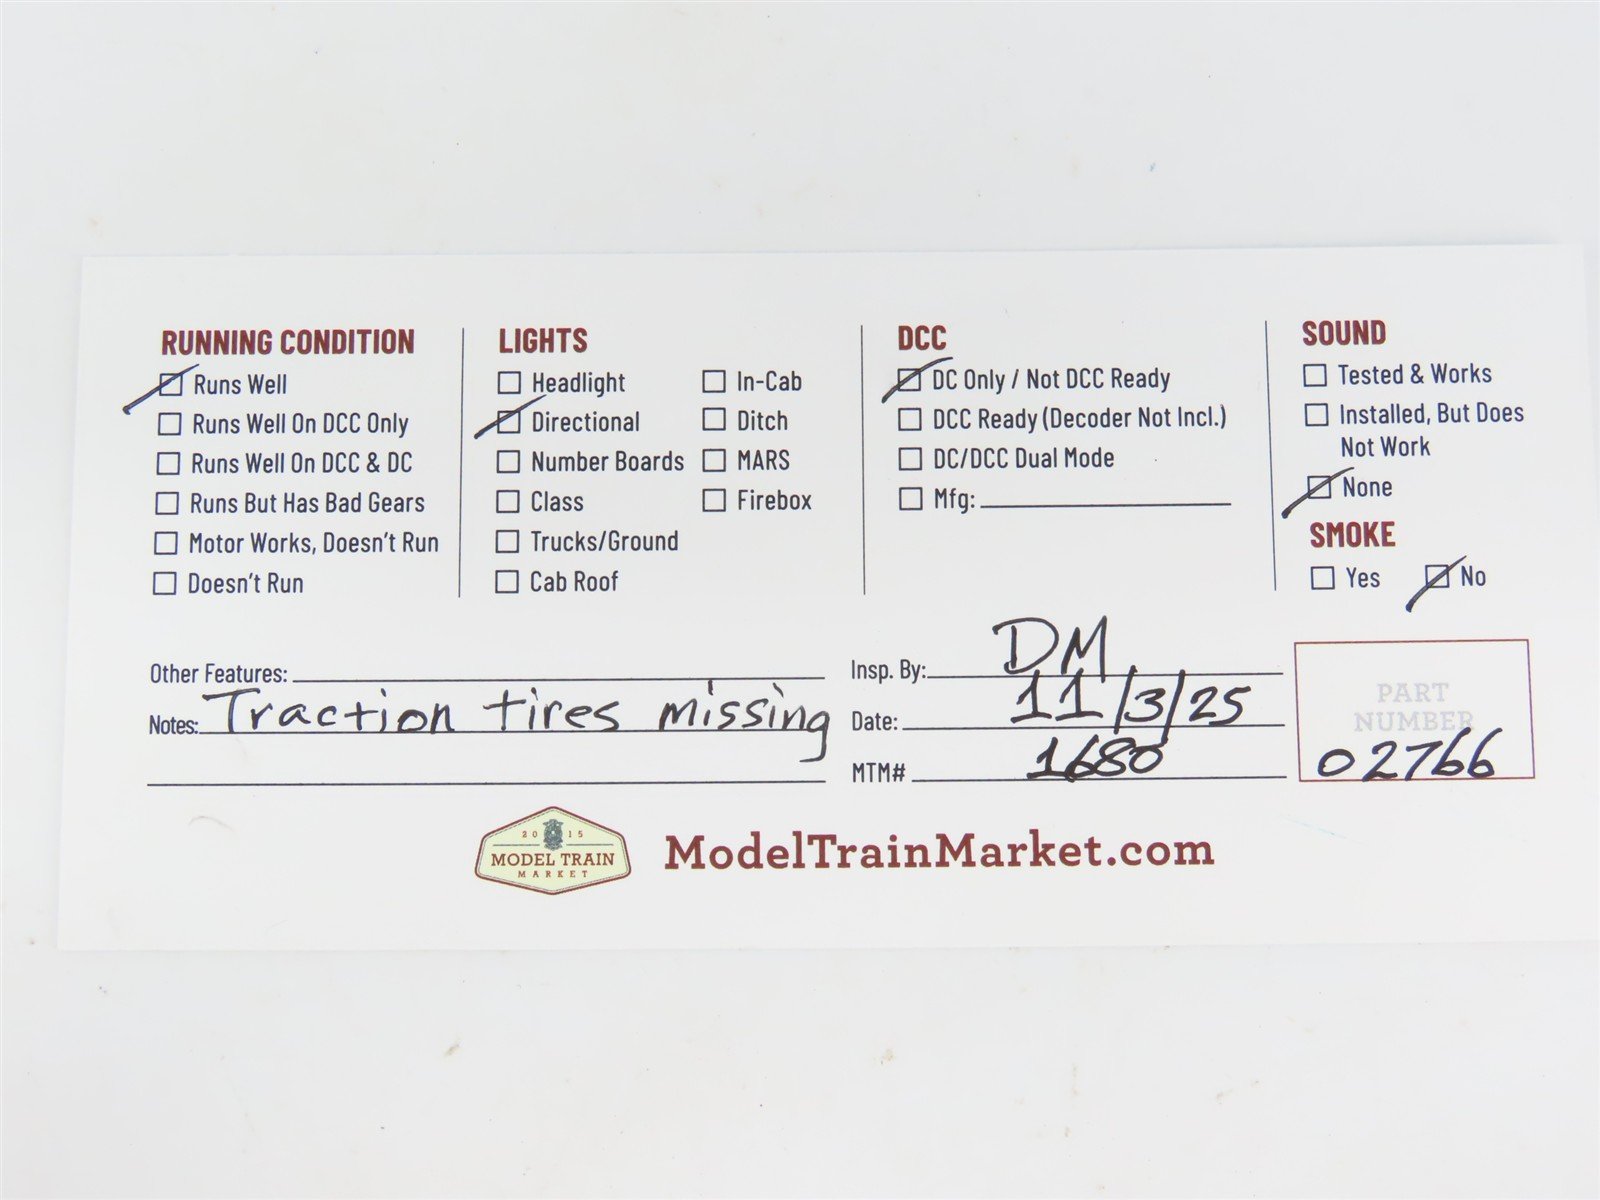 RUNNING CONDITION
Runs Well
Runs Well On DCC Only
Runs Well On DCC & DC
Runs But Has Bad Gears
Motor Works, Doesn't Run
Doesn't Run
LIGHTS
Headlight
Directional
Number Boards
Class
Trucks/Ground
Cab Roof
In-Cab
Ditch
MARS
Firebox
DCC
DC Only / Not DCC Ready
DCC Ready (Decoder Not Incl.)
DC/DCC Dual Mode
Mfg:
SOUND
Tested & Works
Installed, But Does
Not Work
None
SMOKE
Yes No
Other Features:
Notes: Traction tires missing
Insp. By: DM
Date: 11/3/25
MTM# 1680
PART
NUMBER
02766
2015
MODEL TRAIN
MARKET
ModelTrainMarket.com